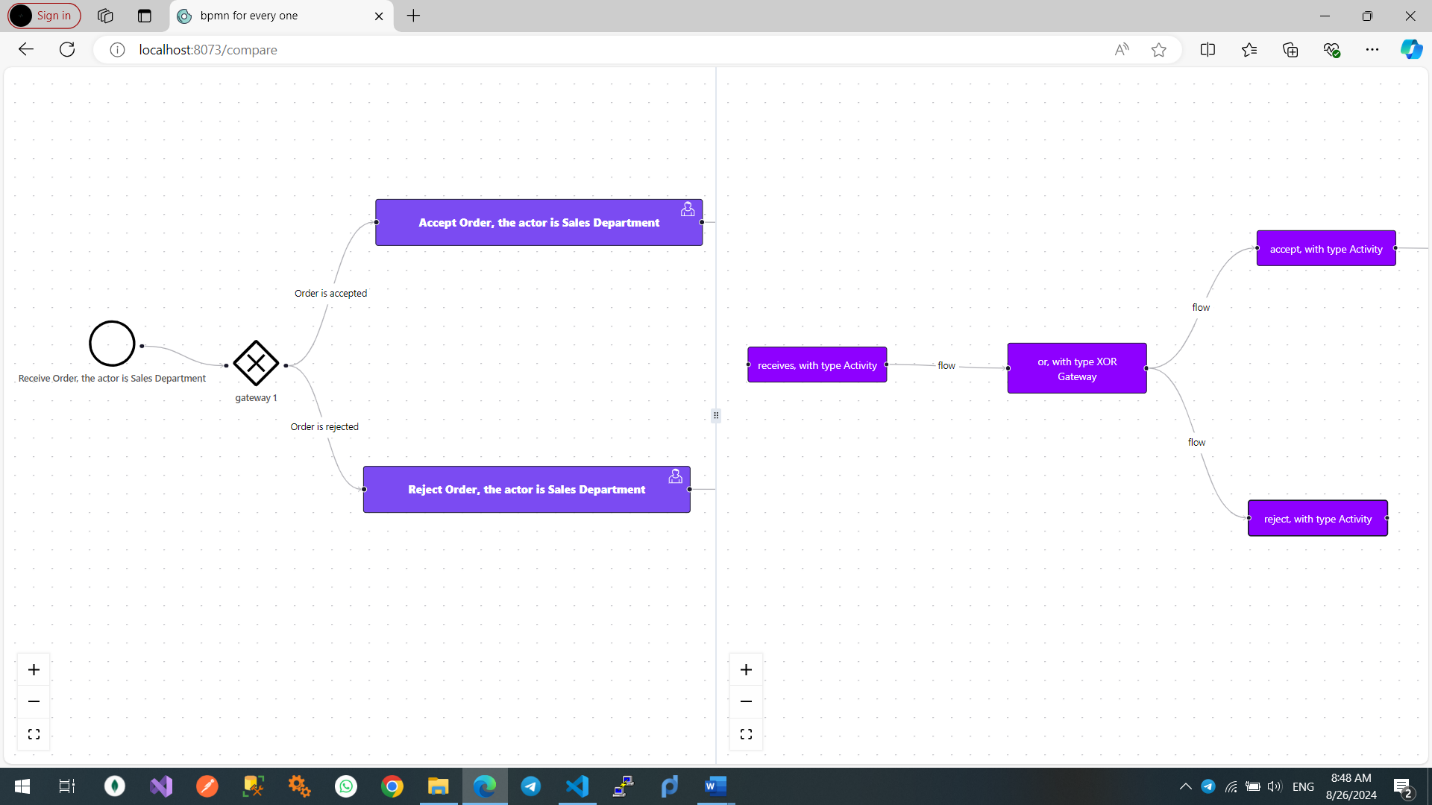 Sign in
bpmn for every one
localhost:8073/compare
Accept Order, the actor is Sales Department
Order is accepted
Receive Order, the actor is Sales Department
gateway 1
Order is rejected
Reject Order, the actor is Sales Department
accept, with type Activity
flow
receives, with type Activity
flow
or, with type XOR
Gateway
flow
reject, with type Activity
ENG
8:48 AM
8/26/2024
2